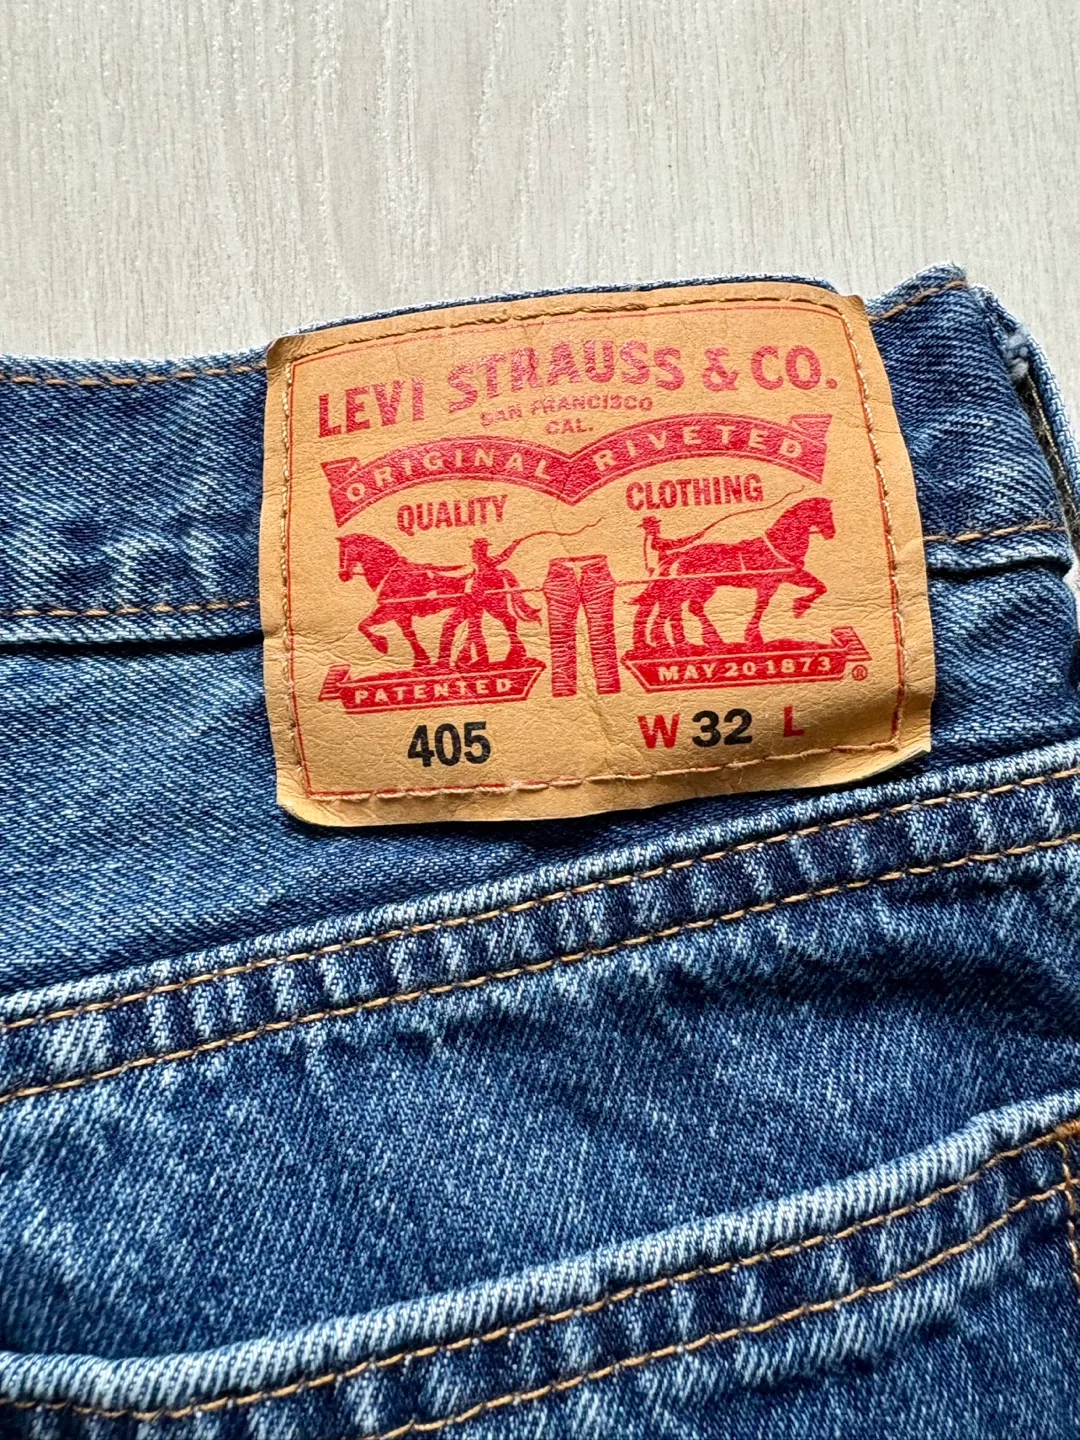 LEVI STRAUSS & CO.
SAN FRANCISCO
CAL.
ORIGINAL RIVETED
QUALITY CLOTHING
PATENTED MAY 20 1873 ®
405 W 32 L